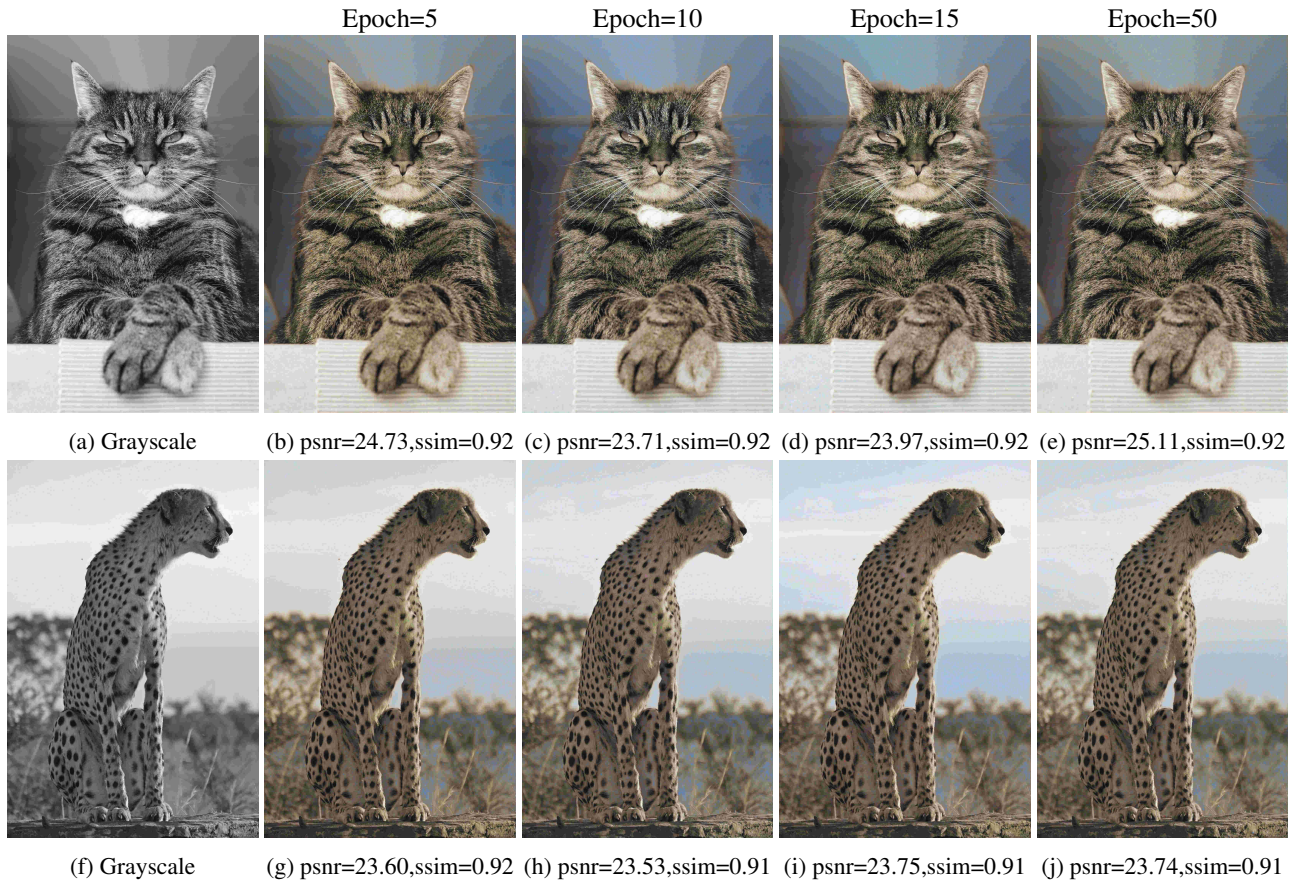 Epoch=5 Epoch=10 Epoch=15 Epoch=50
(a) Grayscale (b) psnr=24.73,ssim=0.92 (c) psnr=23.71,ssim=0.92 (d) psnr=23.97,ssim=0.92 (e) psnr=25.11,ssim=0.92
(f) Grayscale (g) psnr=23.60,ssim=0.92 (h) psnr=23.53,ssim=0.91 (i) psnr=23.75,ssim=0.91 (j) psnr=23.74,ssim=0.91